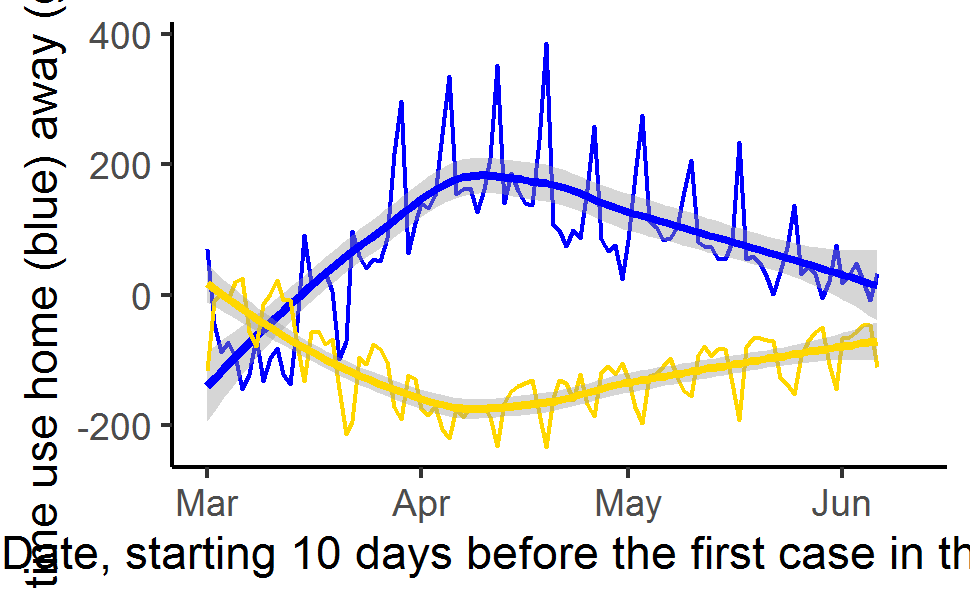 time use home (blue) away (
400
200
0
-200
Mar Apr May Jun
Date, starting 10 days before the first case in th